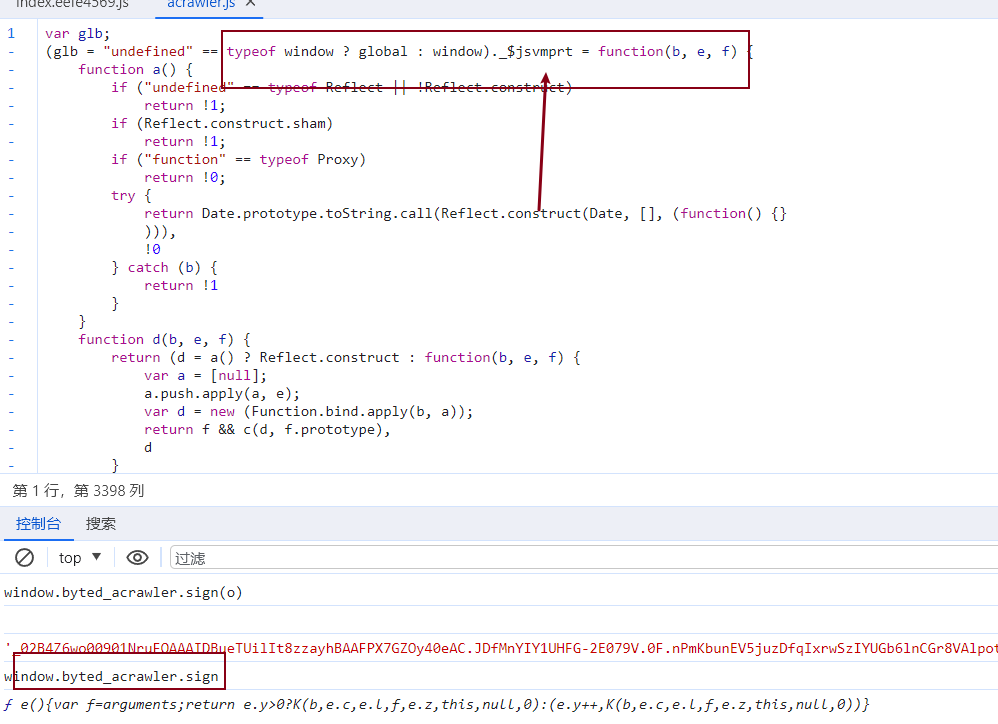 index.eefe4569.js acrawler.js ×
1 var glb;
- (glb = "undefined" == typeof window ? global : window)._$jsvmprt = function(b, e, f) {
- function a() {
- if ("undefined" == typeof Reflect || !Reflect.construct)
- return !1;
- if (Reflect.construct.sham)
- return !1;
- if ("function" == typeof Proxy)
- return !0;
- try {
- return Date.prototype.toString.call(Reflect.construct(Date, [], (function() {}
- ))),
- !0
- } catch (b) {
- return !1
- }
- }
- function d(b, e, f) {
- return (d = a() ? Reflect.construct : function(b, e, f) {
- var a = [null];
- a.push.apply(a, e);
- var d = new (Function.bind.apply(b, a));
- return f && c(d, f.prototype),
- d
- }
第 1 行，第 3398 列
控制台 搜索
top ▼ 过滤
window.byted_acrawler.sign(o)
window.byted_acrawler.sign
ƒ e(){var f=arguments;return e.y>0?K(b,e.c,e.l,f,e.z,this,null,0):(e.y++,K(b,e.c,e.l,f,e.z,this,null,0))}